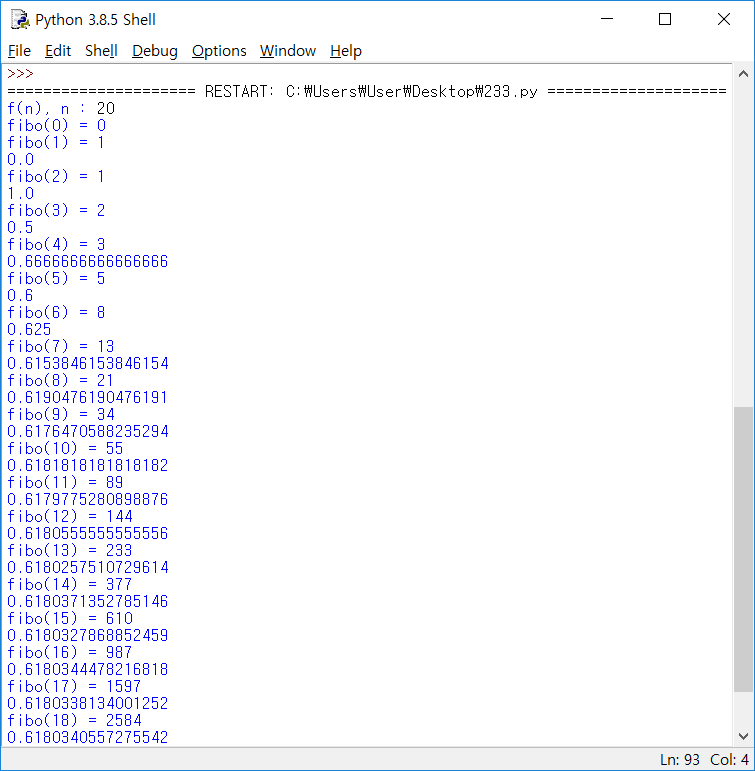 Python 3.8.5 Shell
File Edit Shell Debug Options Window Help
>>>
===================== RESTART: C:₩Users₩User₩Desktop₩233.py ====================
f(n), n : 20
fibo(0) = 0
fibo(1) = 1
0.0
fibo(2) = 1
1.0
fibo(3) = 2
0.5
fibo(4) = 3
0.6666666666666666
fibo(5) = 5
0.6
fibo(6) = 8
0.625
fibo(7) = 13
0.6153846153846154
fibo(8) = 21
0.6190476190476191
fibo(9) = 34
0.6176470588235294
fibo(10) = 55
0.6181818181818182
fibo(11) = 89
0.6179775280898876
fibo(12) = 144
0.6180555555555556
fibo(13) = 233
0.6180257510729614
fibo(14) = 377
0.6180371352785146
fibo(15) = 610
0.6180327868852459
fibo(16) = 987
0.6180344478216818
fibo(17) = 1597
0.6180338134001252
fibo(18) = 2584
0.6180340557275542
Ln: 93 Col: 4